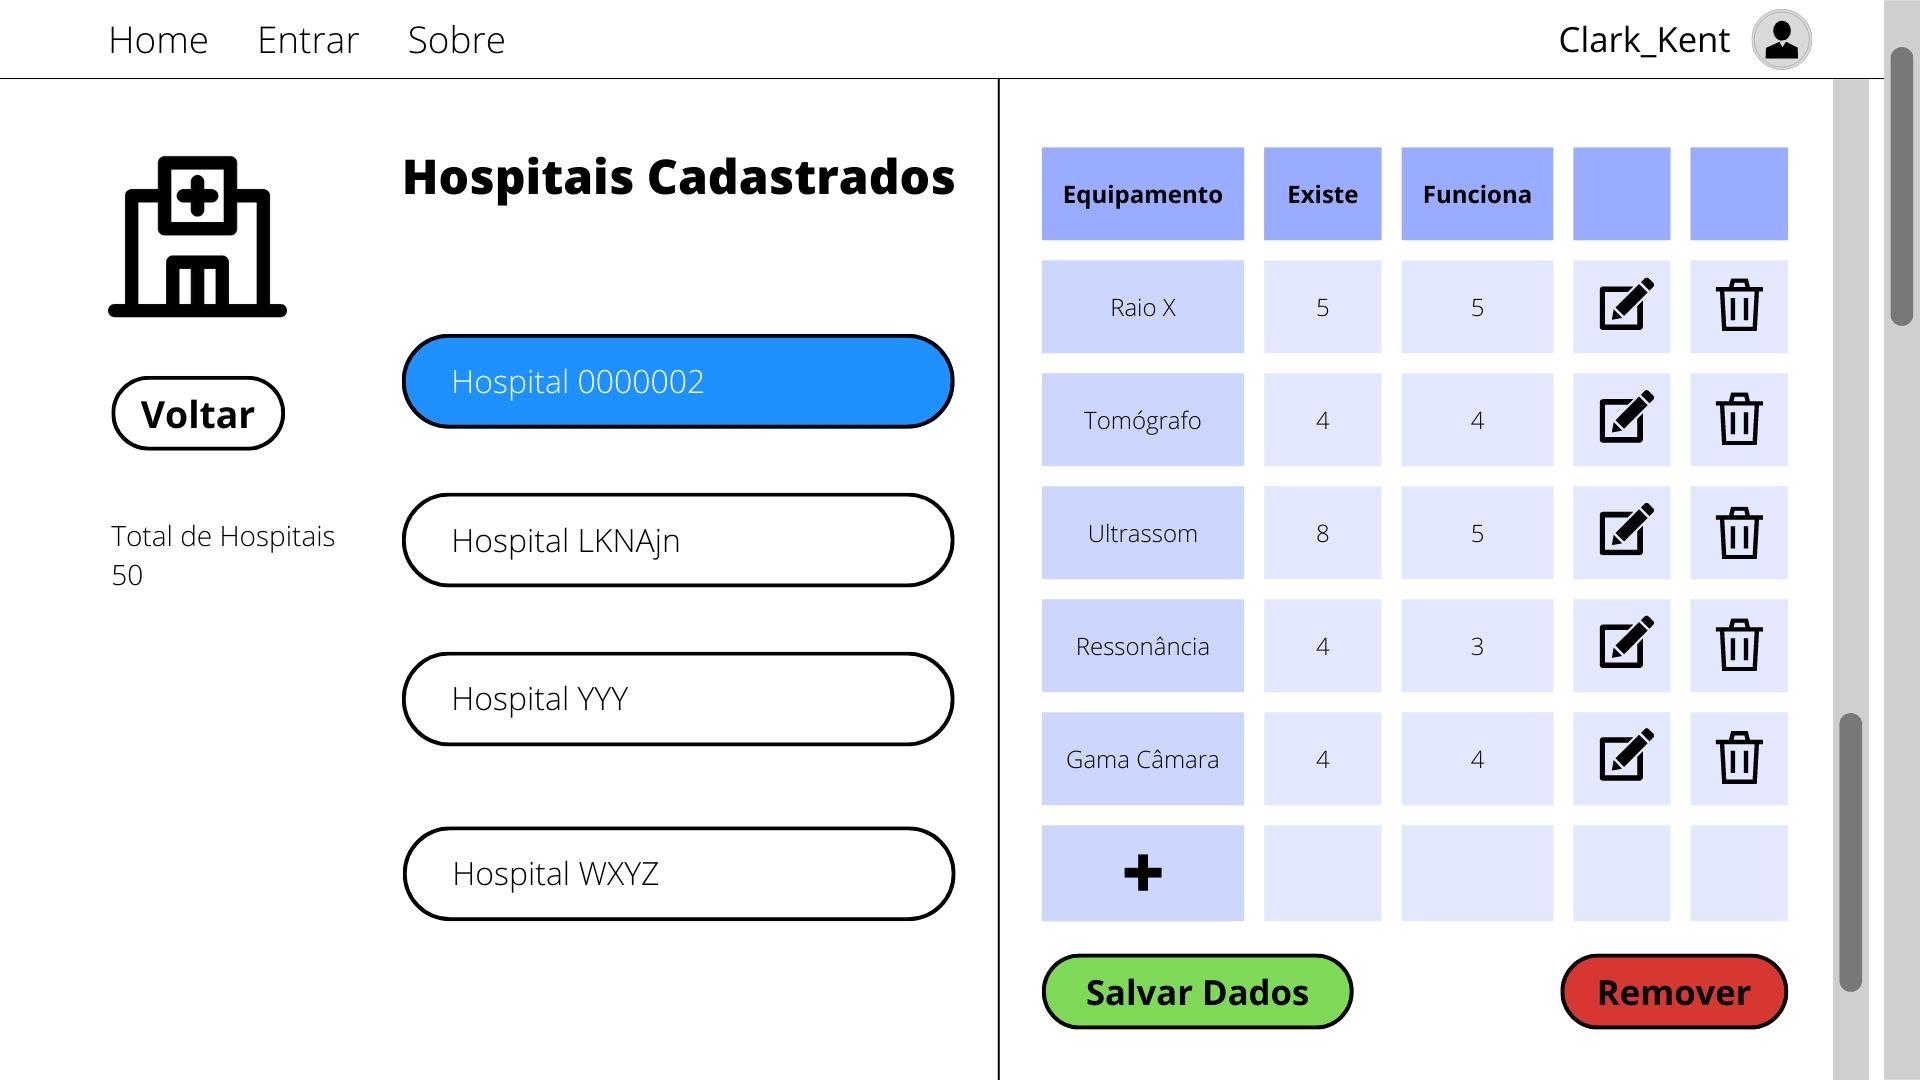 Home Entrar Sobre
Clark_Kent
Hospitais Cadastrados
Voltar
Total de Hospitais
50
Hospital 0000002
Hospital LKNAjn
Hospital YYY
Hospital WXYZ
Equipamento Existe Funciona
Raio X 5 5
Tomógrafo 4 4
Ultrassom 8 5
Ressonância 4 3
Gama Câmara 4 4
Salvar Dados
Remover